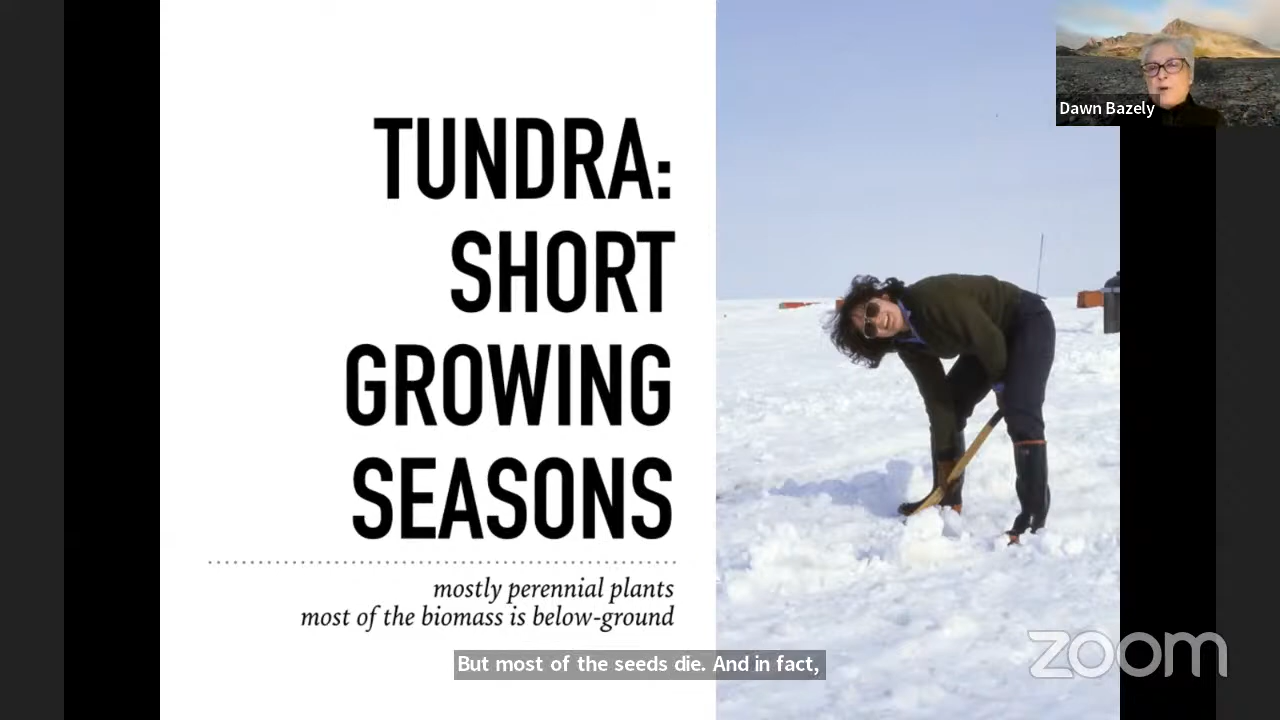 Dawn Bazely
TUNDRA:
SHORT
GROWING
SEASONS
mostly perennial plants
most of the biomass is below-ground
But most of the seeds die. And in fact,
zoom